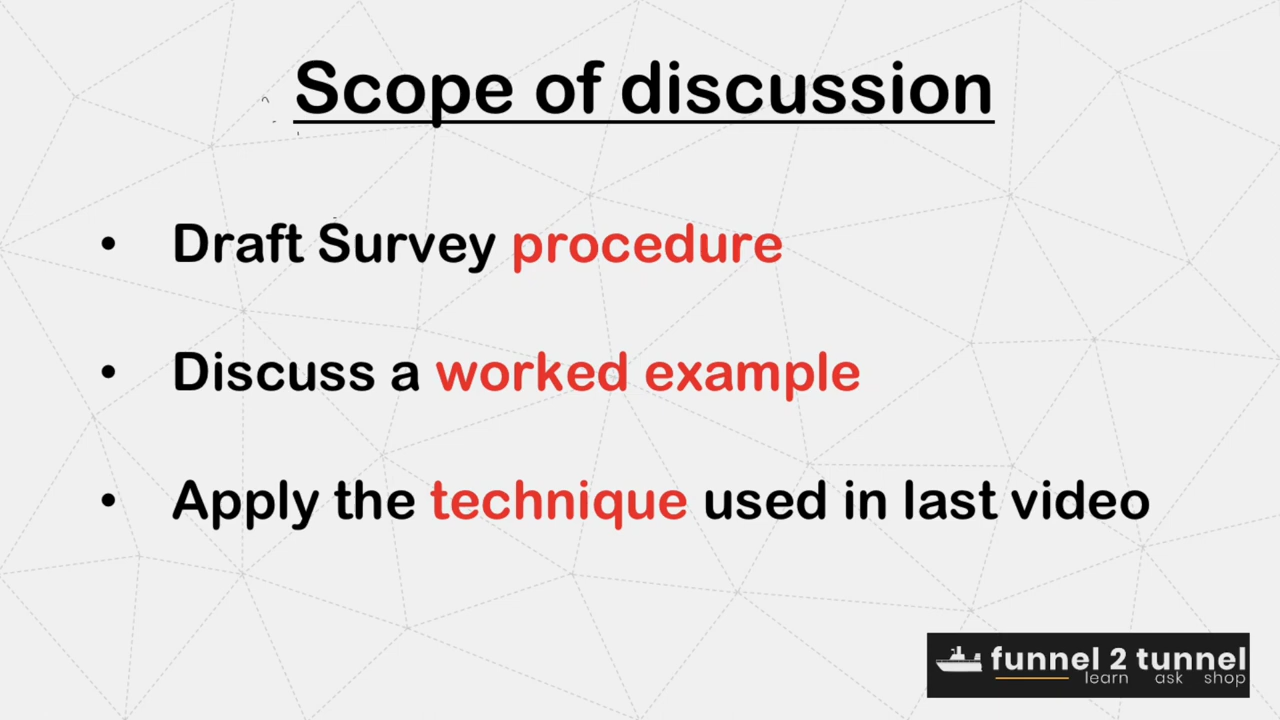 Scope of discussion
• Draft Survey procedure
• Discuss a worked example
• Apply the technique used in last video
funnel 2 tunnel
learn ask shop